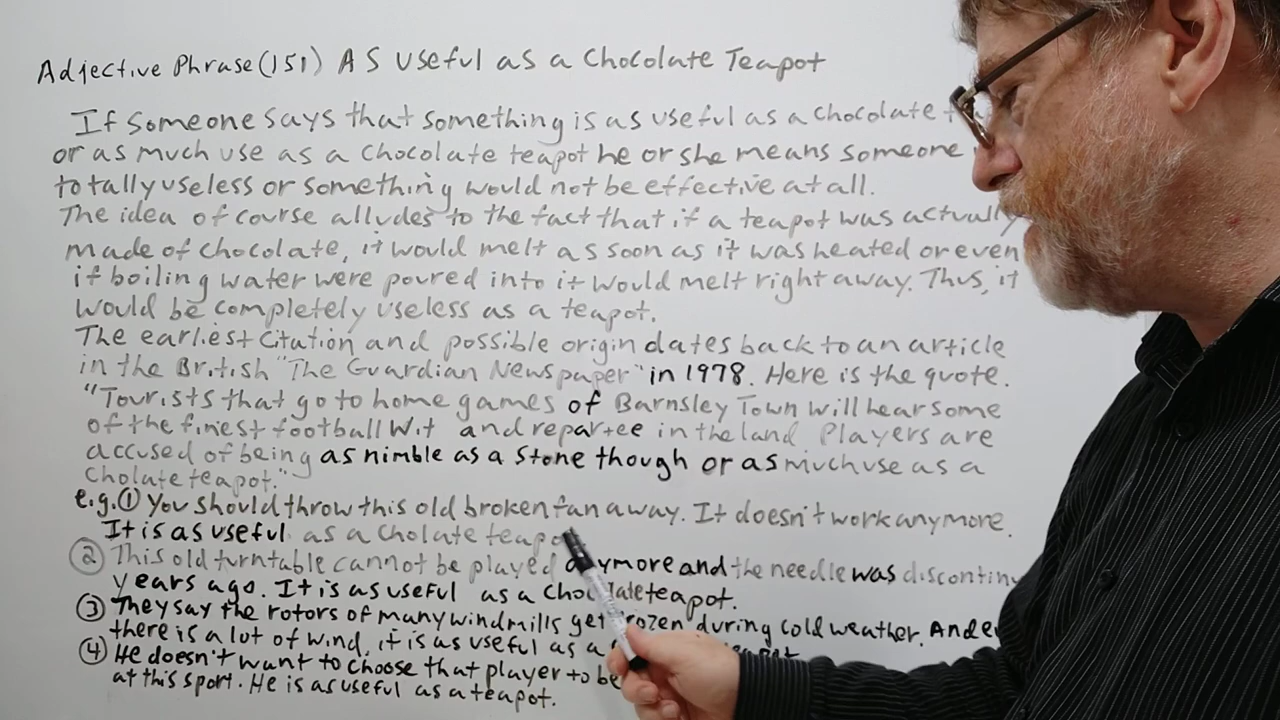 Adjective Phrase (151) As useful as a Chocolate Teapot
If someone says that something is as useful as a chocolate
or as much use as a chocolate teapot he or she means someone
totally useless or something would not be effective at all.
The idea of course alludes to the fact that if a teapot was actually
made of chocolate, it would melt as soon as it was heated or even
if boiling water were poured into it would melt right away. Thus, it
would be completely useless as a teapot.
The earliest citation and possible origin dates back to an article
in the British "The Guardian Newspaper" in 1978. Here is the quote.
"Tourists that go to home games of Barnsley Town will hear some
of the finest football wit and repartee in the land Players are
accused of being as nimble as a stone though or as much use as a
Cholate teapot."
e.g. ① You should throw this old broken fan away. It doesn't work anymore.
It is as useful as a Cholate
② This old turntable cannot be played anymore and the needle was
years ago. It is as useful as a chocolate teapot.
③ They say the rotors of many windmills get frozen during cold weather.
there is a lot of wind, it is as useful as a
④ He doesn't want to choose that player to be
at this sport. He is as useful as a teapot.